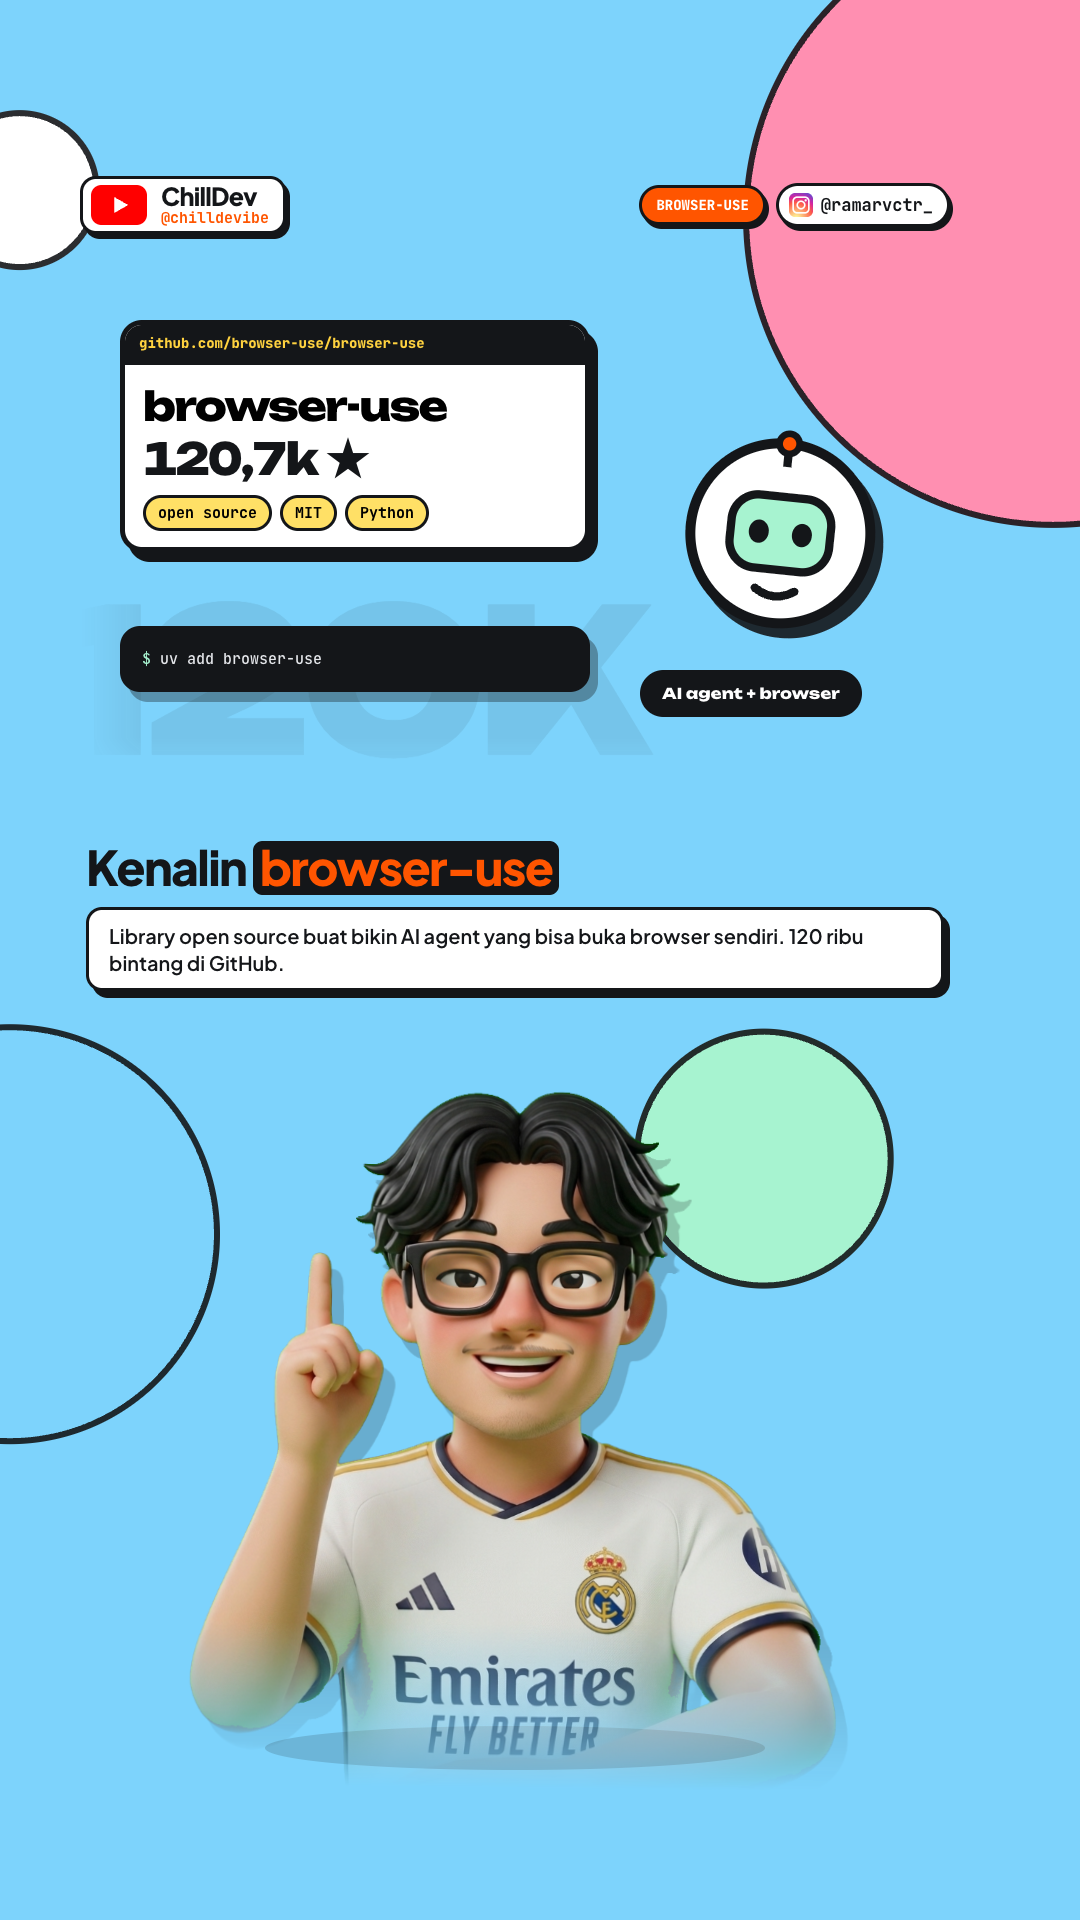 ChillDev
@chilldevibe
BROWSER-USE
@ramarvctr_
github.com/browser-use/browser-use
browser-use
120,7k ★
open source MIT Python
120K
$ uv add browser-use
AI agent + browser
Kenalin browser-use
Library open source buat bikin AI agent yang bisa buka browser sendiri. 120 ribu
bintang di GitHub.
Emirates
FLY BETTER